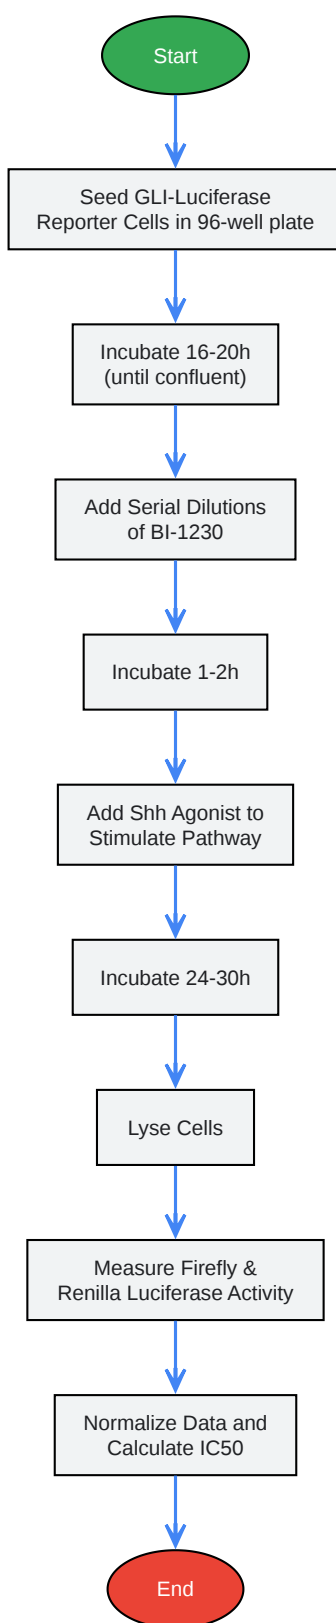 Start
Seed GLI-Luciferase
Reporter Cells in 96-well plate
Incubate 16-20h
(until confluent)
Add Serial Dilutions
of BI-1230
Incubate 1-2h
Add Shh Agonist to
Stimulate Pathway
Incubate 24-30h
Lyse Cells
Measure Firefly &
Renilla Luciferase Activity
Normalize Data and
Calculate IC50
End